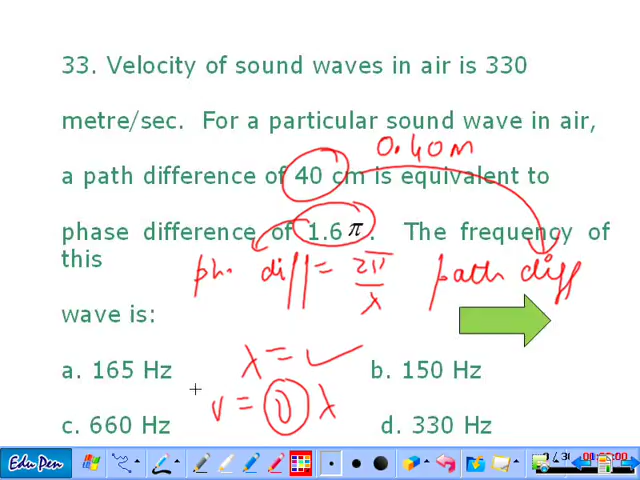 33. Velocity of sound waves in air is 330
metre/sec. For a particular sound wave in air,
0.40m
a path difference of 40 cm is equivalent to
phase difference of 1.6π. The frequency of
this
ph. diff = 2π/λ path diff
wave is:
λ = ✓
a. 165 Hz b. 150 Hz
v = υ λ
c. 660 Hz d. 330 Hz
Edu Pen